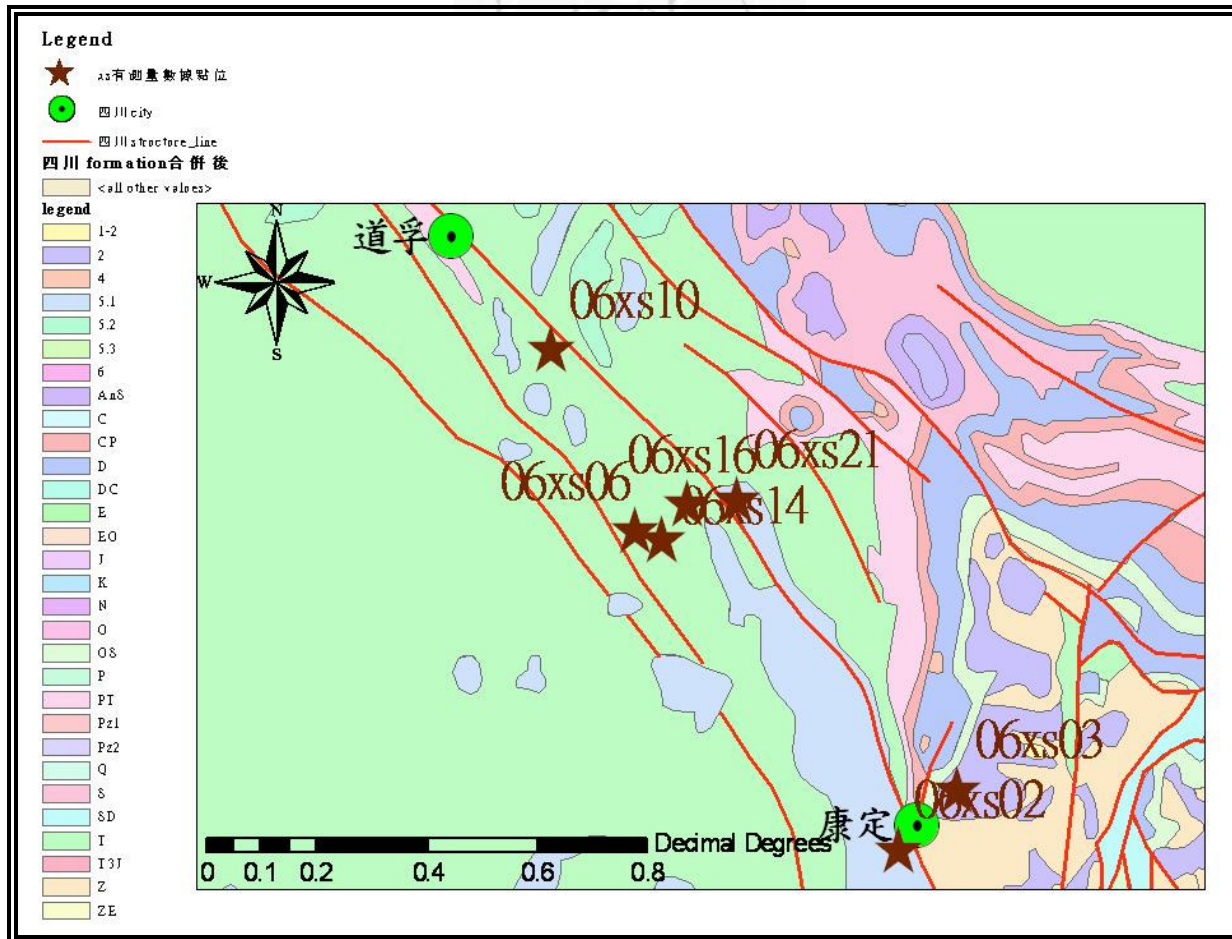 Legend
xs有測量數據點位
四川city
四川structore_line
四川 formation合併後
<all other values>
legend
1-2
2
4
5.1
5.2
5.3
6
AnS
C
CP
D
DC
E
EO
J
K
N
O
OS
P
PT
Pz1
Pz2
Q
S
SD
T
T3J
Z
ZE
N
W
S
道孚
06xs10
06xs16
06xs21
06xs06
06xs14
06xs03
06xs02
康定
Decimal Degrees
0 0.1 0.2 0.4 0.6 0.8